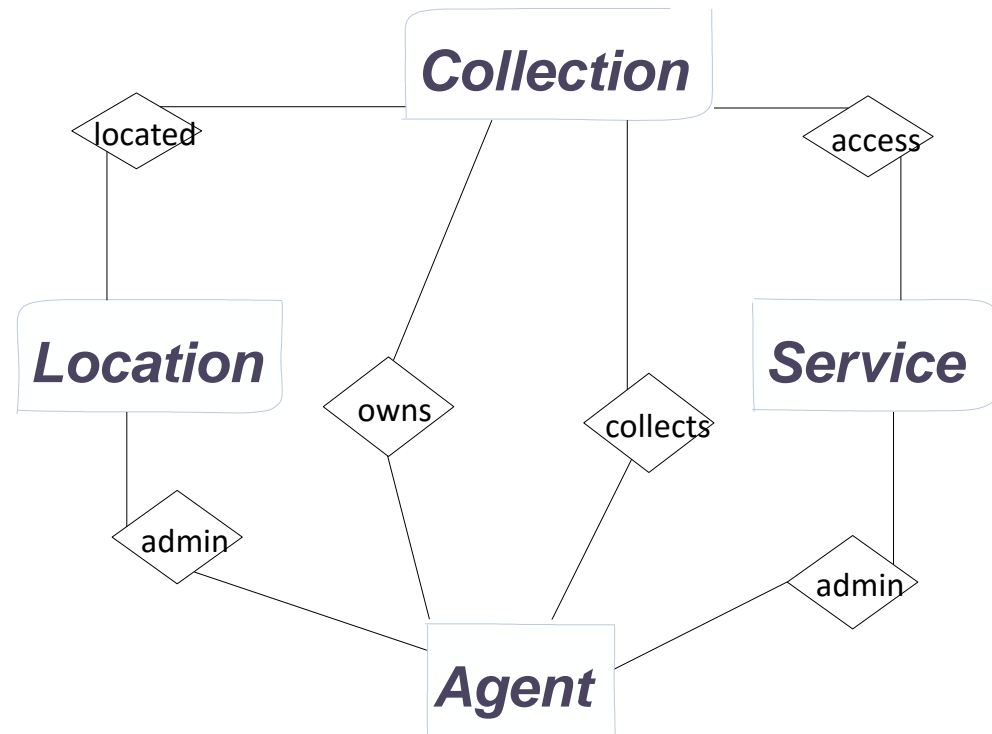 Collection
located
access
Location
Service
owns
collects
admin
admin
Agent